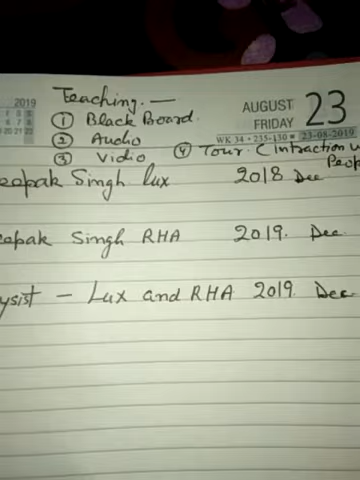 2019
Teaching. —
AUGUST 23
FRIDAY
① Black Board.
WK 34 • 235-130 23-08-2019
② Audio
③ Vidio ④ Tour. ( Intraction
eepak Singh Lux 2018 Dec
eepak Singh RHA 2019. Dec.
ysist — Lux and RHA 2019. Dec.